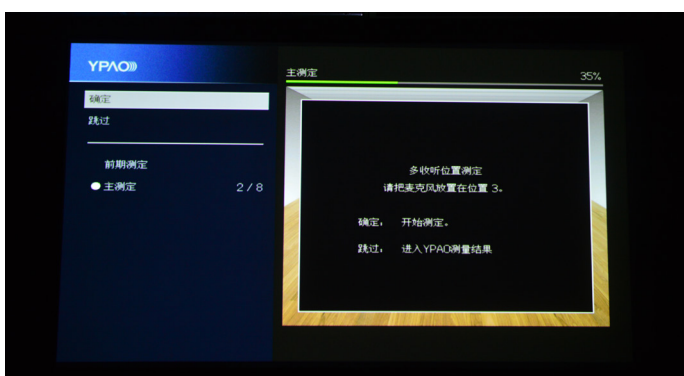 YPAO
确定
跳过
前期测定
主测定 2/8
主测定 35%
多收听位置测定
请把麦克风放置在位置 3。
确定, 开始测定。
跳过, 进入YPAO测量结果